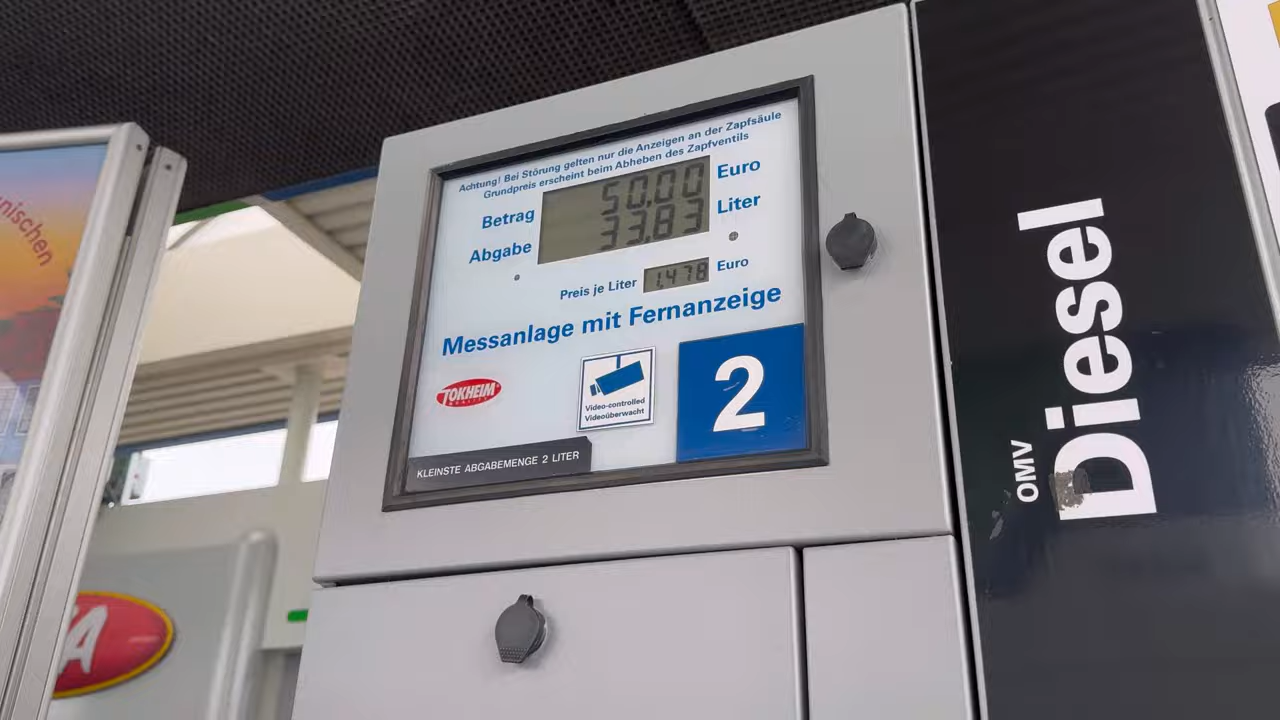 nischen
Achtung! Bei Störung gelten nur die Anzeigen an der Zapfsäule
Grundpreis erscheint beim Abheben des Zapfventils
Betrag 50,00 Euro
Abgabe 33,83 Liter
Preis je Liter 1,478 Euro
Messanlage mit Fernanzeige
TOKHEIM
QUALITY
Video-controlled
Videoüberwacht
2
KLEINSTE ABGABEMENGE 2 LITER
OMV
Diesel